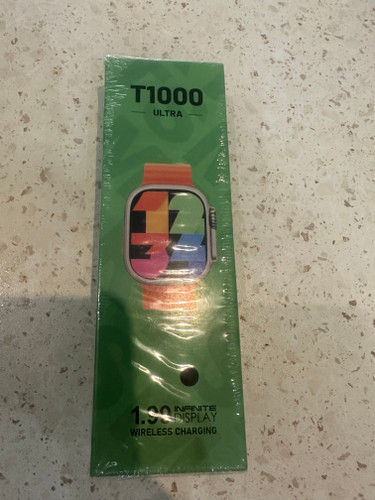 T1000
ULTRA
1.99 INFINITE
DISPLAY
WIRELESS CHARGING